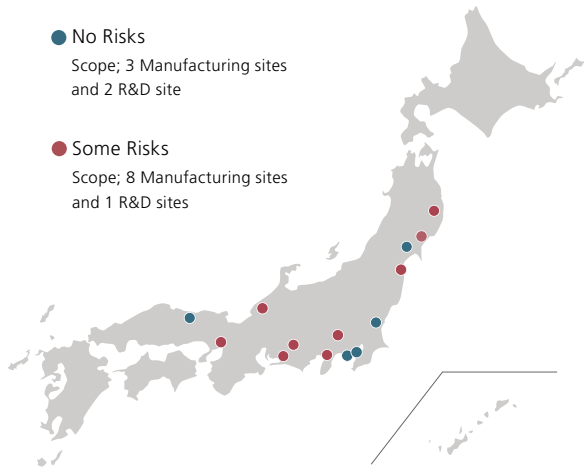 No Risks
Scope; 3 Manufacturing sites
and 2 R&D site
Some Risks
Scope; 8 Manufacturing sites
and 1 R&D sites